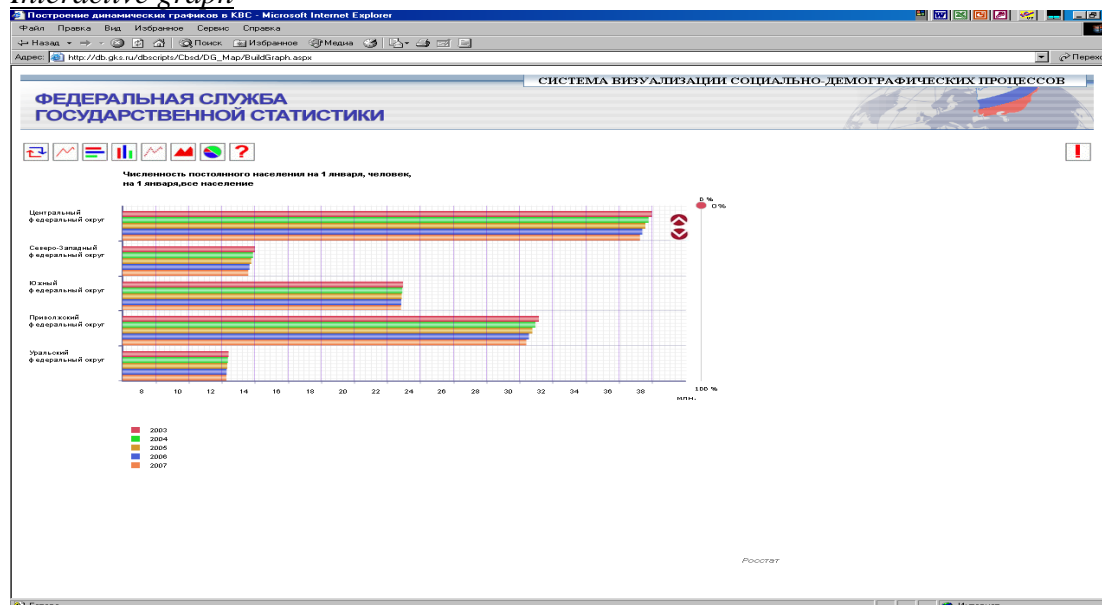 Interactive graph
Построение динамических графиков в КВС - Microsoft Internet Explorer
Файл Правка Вид Избранное Сервис Справка
Назад Поиск Избранное Медиа
Адрес: http://db.gks.ru/dbscripts/Cbsd/DG_Map/BuildGraph.aspx
СИСТЕМА ВИЗУАЛИЗАЦИИ СОЦИАЛЬНО-ДЕМОГРАФИЧЕСКИХ ПРОЦЕССОВ
ФЕДЕРАЛЬНАЯ СЛУЖБА
ГОСУДАРСТВЕННОЙ СТАТИСТИКИ
Численность постоянного населения на 1 января, человек,
на 1 января,все население
0 %
0%
Центральный
федеральный округ
Северо-Западный
федеральный округ
Южный
федеральный округ
Приволжский
федеральный округ
Уральский
федеральный округ
8 10 12 14 16 18 20 22 24 26 28 30 32 34 36 38
100 %
млн.
2003
2004
2005
2006
2007
Росстат